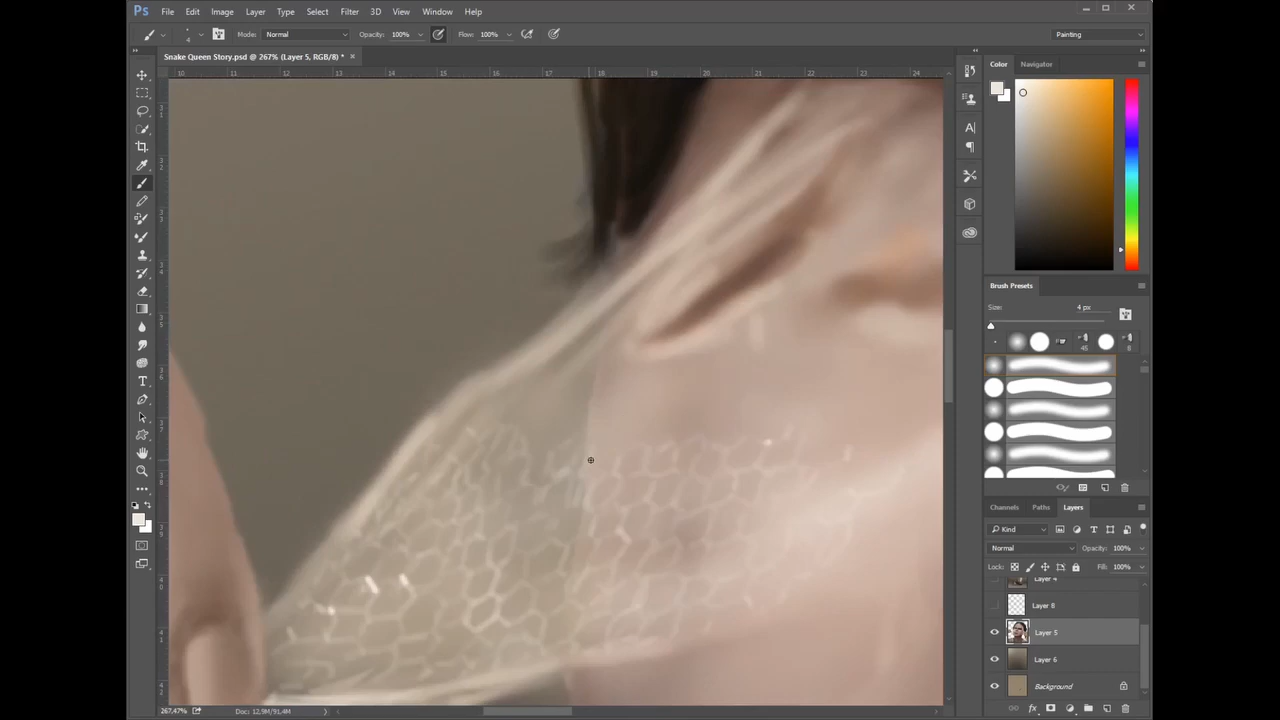 Ps File Edit Image Layer Type Select Filter 3D View Window Help
4 Mode: Normal Opacity: 100% Flow: 100% Painting
Snake Queen Story.psd @ 267% (Layer 5, RGB/8) *
10 11 12 13 14 15 16 17 18 19 20 21 22 23 24
Color Navigator
Brush Presets
Size: 4 px
45 8
Channels Paths Layers
Kind
Normal Opacity: 100%
Lock: Fill: 100%
Layer 4
Layer 8
Layer 5
Layer 6
Background
267.47% Doc: 12,9M/91,4M